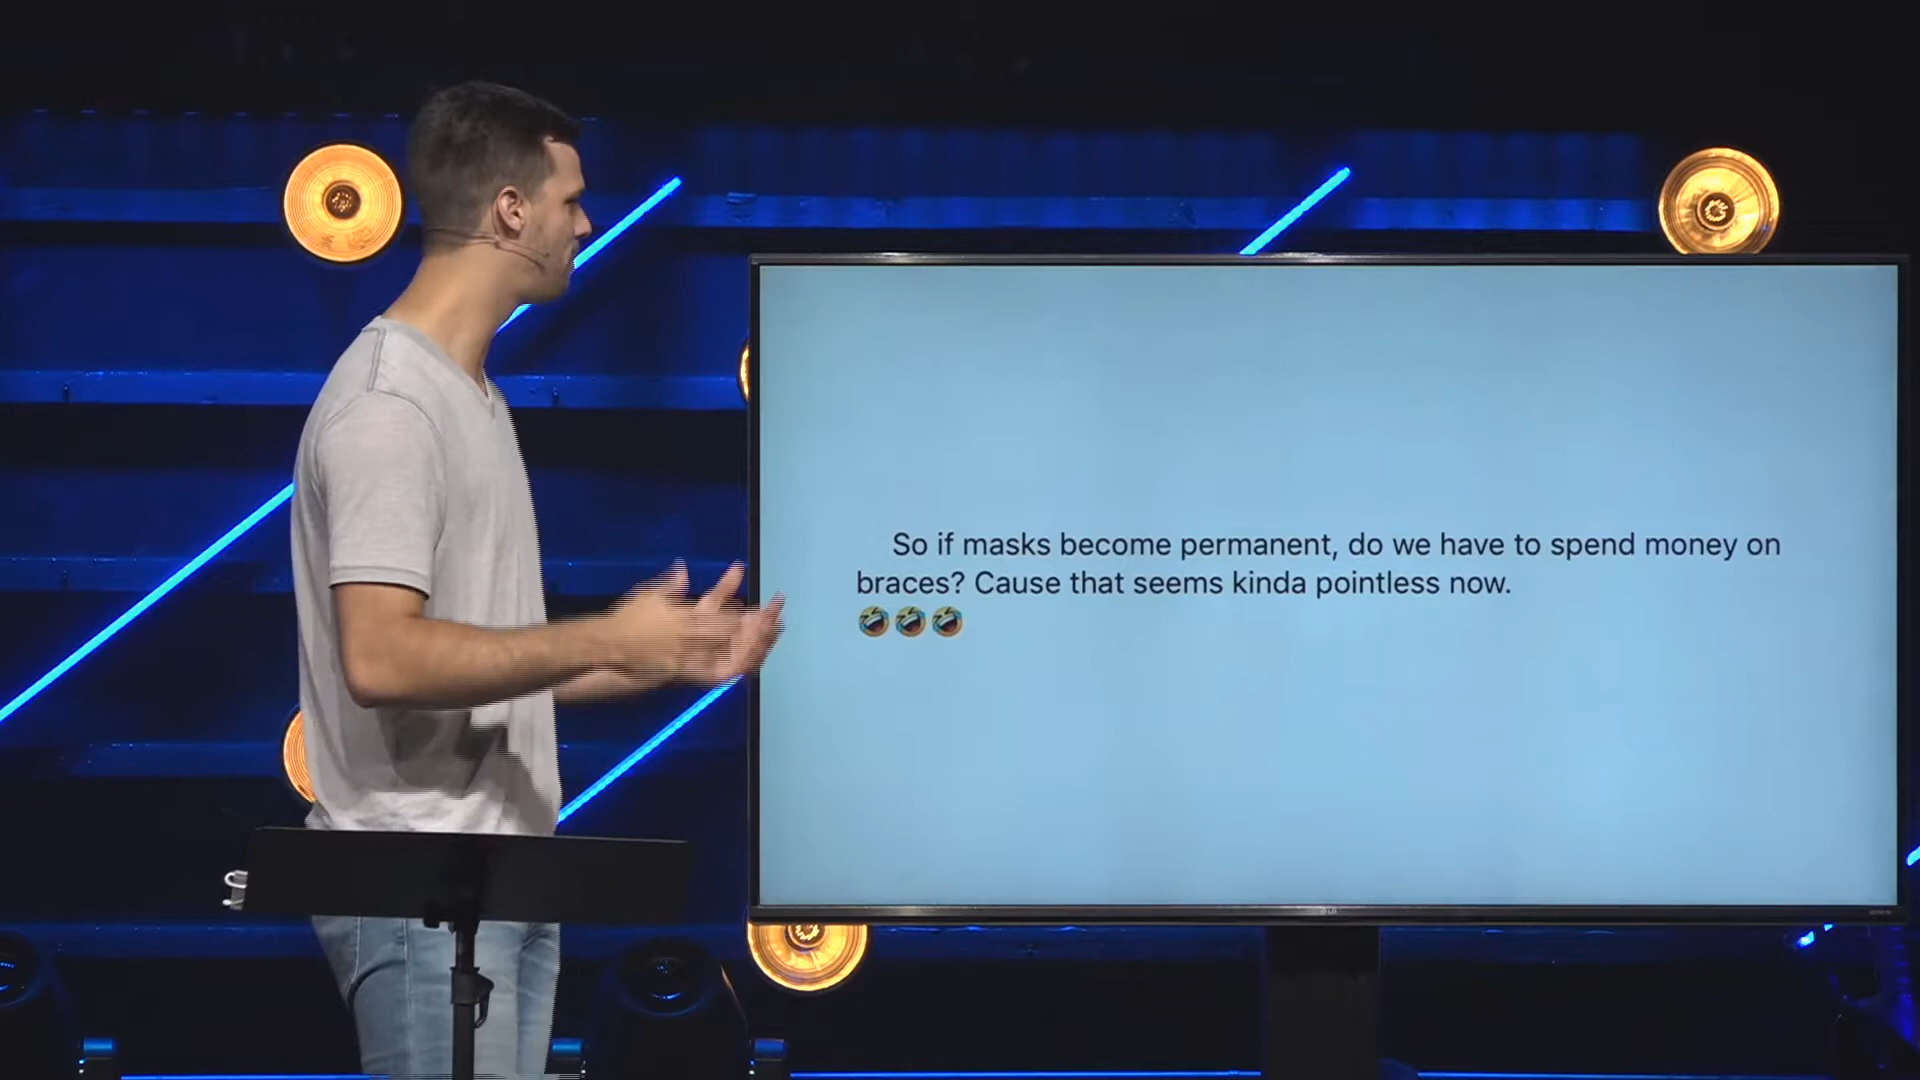 So if masks become permanent, do we have to spend money on
braces? Cause that seems kinda pointless now.
🤣🤣🤣
LG